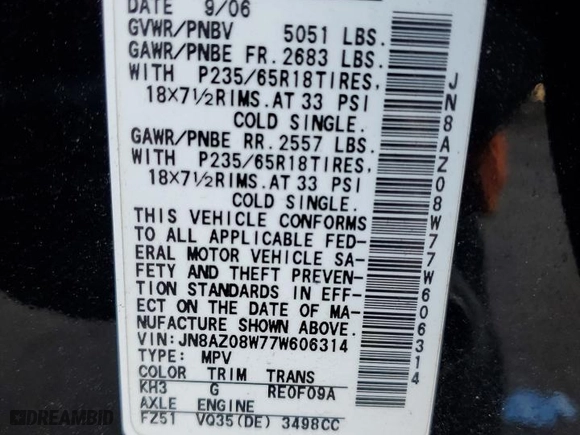 DATE 9/06
GVWR/PNBV 5051 LBS.
GAWR/PNBE FR. 2683 LBS.
WITH P235/65R18TIRES,
18X7½RIMS.AT 33 PSI
COLD SINGLE.
GAWR/PNBE RR. 2557 LBS.
WITH P235/65R18TIRES,
18X7½RIMS.AT 33 PSI
COLD SINGLE.
THIS VEHICLE CONFORMS
TO ALL APPLICABLE FED-
ERAL MOTOR VEHICLE SA-
FETY AND THEFT PREVEN-
TION STANDARDS IN EFF-
ECT ON THE DATE OF MA-
NUFACTURE SHOWN ABOVE.
VIN: JN8AZ08W77W606314
TYPE: MPV
COLOR TRIM TRANS
KH3 G RE0F09A
AXLE ENGINE
FZ51 VQ35(DE) 3498CC
JN8AZ08W77W606314
DREAMBID